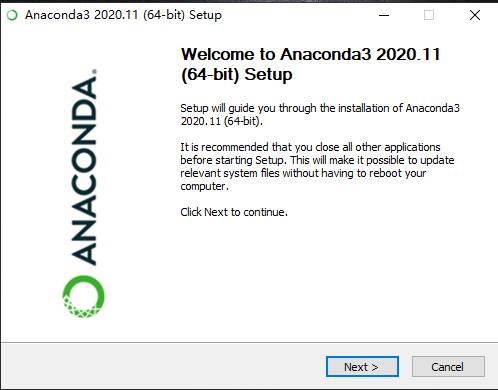 Anaconda3 2020.11 (64-bit) Setup
Welcome to Anaconda3 2020.11
(64-bit) Setup
Setup will guide you through the installation of Anaconda3
2020.11 (64-bit).
It is recommended that you close all other applications
before starting Setup. This will make it possible to update
relevant system files without having to reboot your
computer.
Click Next to continue.
ANACONDA.
Next >
Cancel